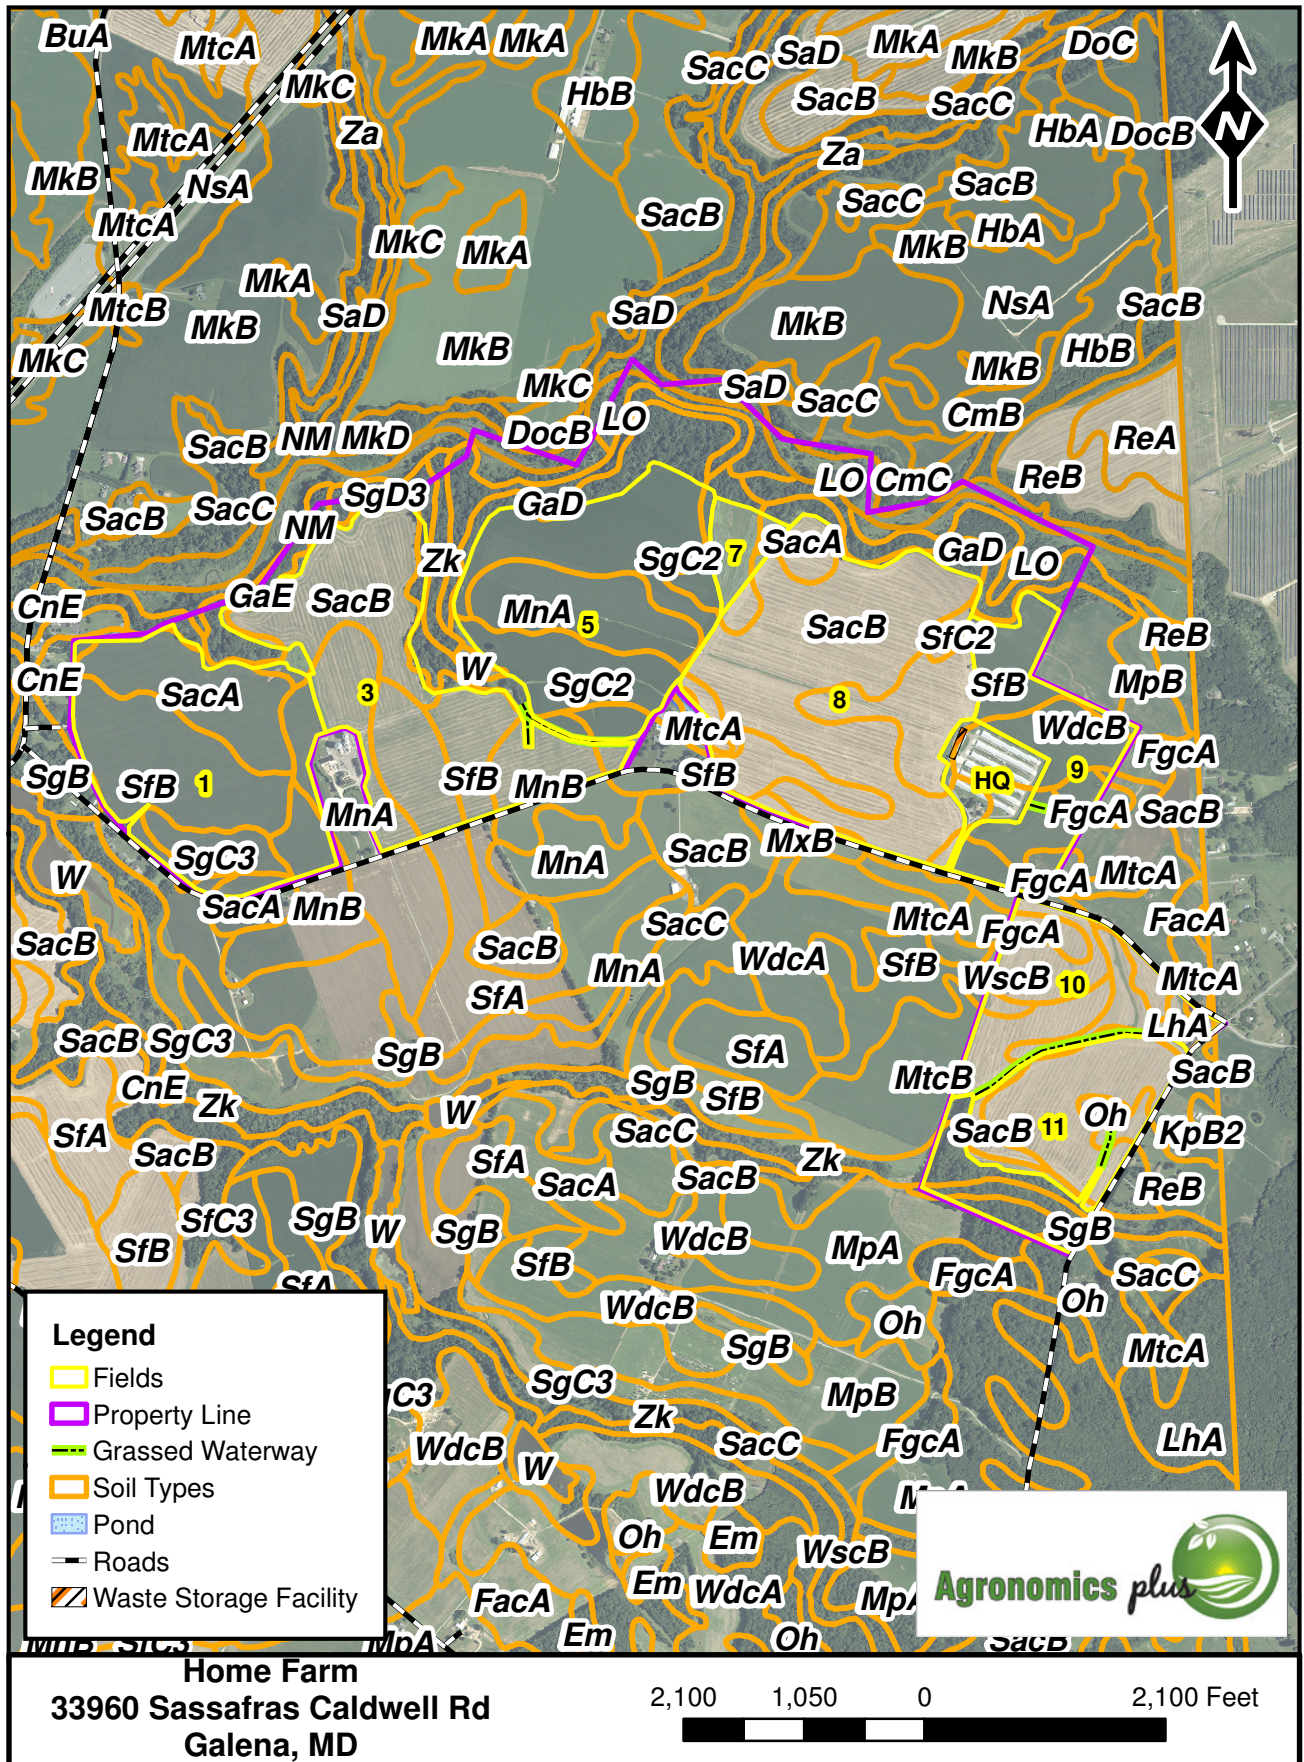 BuA
MtcA
MkA MkA
SacC
SaD
MkA
MkB
DoC
MkC
HbB
SacB
SacC
MtcA
Za
HbA
DocB
N
Za
MkB
NsA
SacB
SacC
SacB
MtcA
MkC
MkA
MkB
HbA
MkA
MtcB
MkB
SaD
SaD
MkB
NsA
SacB
MkC
MkB
HbB
MkC
SaD
MkB
SacC
LO
CmB
SacB
NM
MkD
DocB
ReA
SgD3
LO
CmC
ReB
SacB
SacC
NM
GaD
SacA
GaD
Zk
SgC2
7
LO
CnE
GaE
SacB
MnA
5
SacB
SfC2
ReB
CnE
W
SacA
3
SgC2
8
SfB
MpB
MtcA
WdcB
FgcA
SgB
SfB
1
SfB
MnB
SfB
HQ
9
MnA
FgcA
SacB
SgC3
MnA
SacB
MxB
W
FgcA
MtcA
SacA
MnB
SacC
MtcA
FgcA
FacA
SacB
SacB
MnA
WdcA
SfB
WscB
10
MtcA
SfA
LhA
SacB
SgC3
SgB
SfA
MtcB
SacB
CnE
Zk
W
SgB
SfB
SacB
11
Oh
KpB2
SfA
SacB
SfA
SacC
Zk
SacA
SacB
ReB
SfC3
SgB
W
SgB
SgB
SfB
SfB
WdcB
MpA
FgcA
SacC
SfA
WdcB
Oh
Oh
SgB
MtcA
SgC3
MpB
Zk
WdcB
SacC
FgcA
LhA
W
WdcB
Oh
Em
WscB
Em
WdcA
FacA
Em
Oh
SacB
MnB
SfC3
MpA
Legend
Fields
Property Line
Grassed Waterway
Soil Types
Pond
Roads
Waste Storage Facility
Agronomics plus
Home Farm
33960 Sassafras Caldwell Rd
Galena, MD
2,100 1,050 0 2,100 Feet